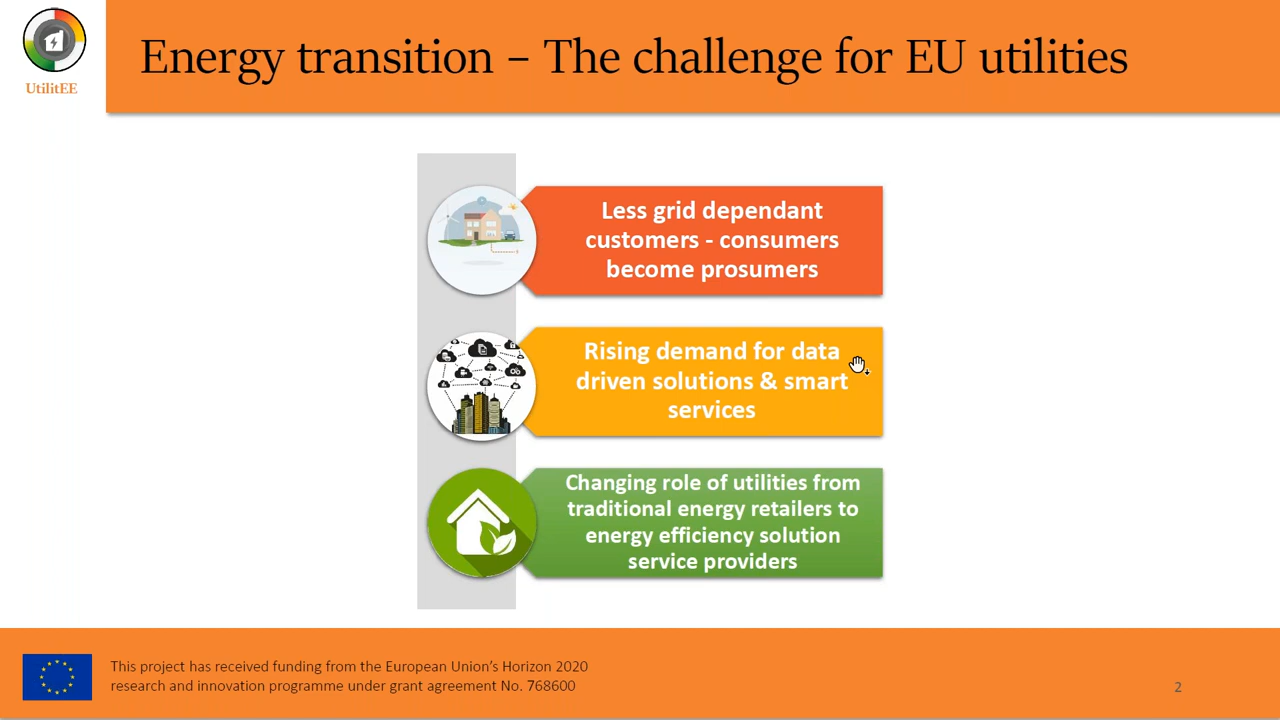 Energy transition – The challenge for EU utilities
UtilitEE
Less grid dependant
customers - consumers
become prosumers
Rising demand for data
driven solutions & smart
services
Changing role of utilities from
traditional energy retailers to
energy efficiency solution
service providers
This project has received funding from the European Union’s Horizon 2020
research and innovation programme under grant agreement No. 768600
2